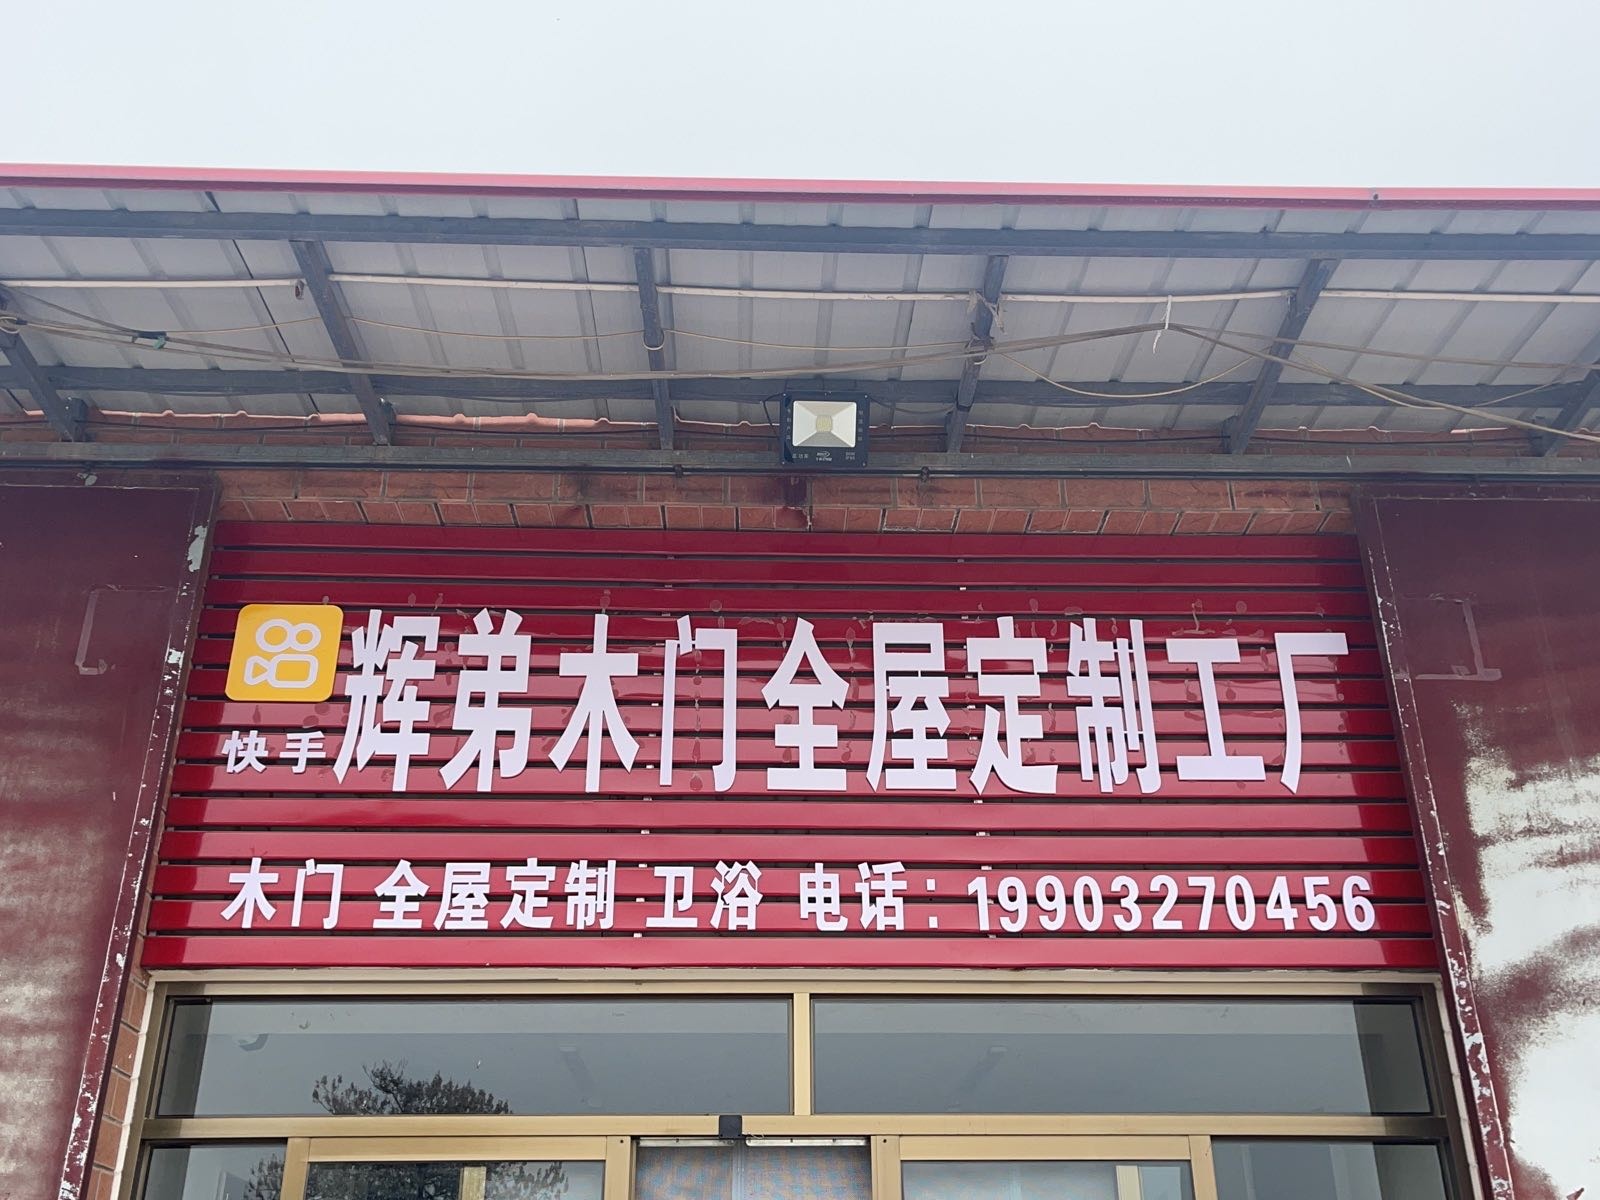 快手
辉弟木门全屋定制工厂
木门 全屋定制 卫浴 电话：19903270456